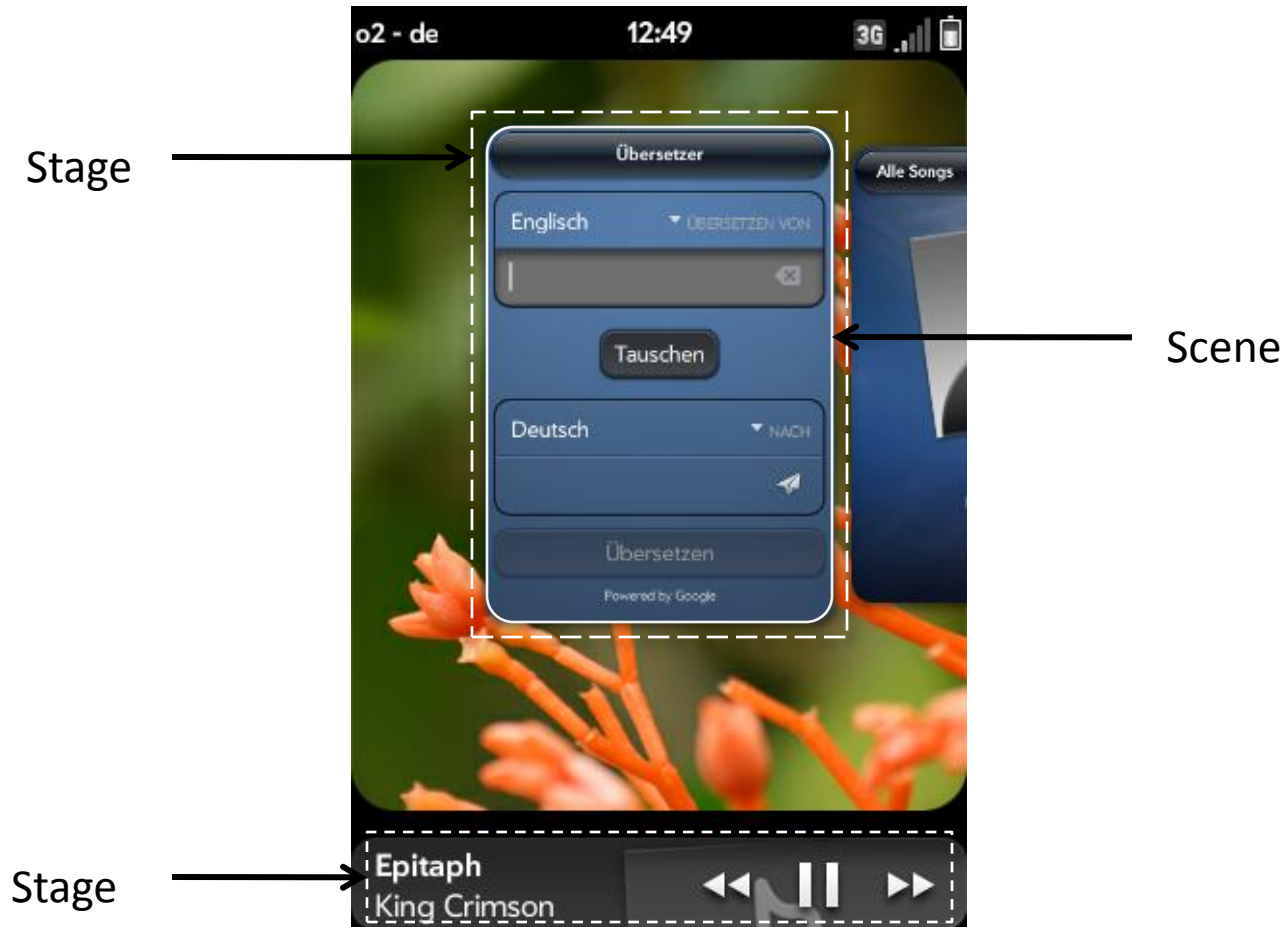 o2 - de 12:49 3G
Stage
Übersetzer
Alle Songs
Englisch ÜBERSETZEN VON
Tauschen
Scene
Deutsch NACH
Übersetzen
Powered by Google
Stage
Epitaph
King Crimson